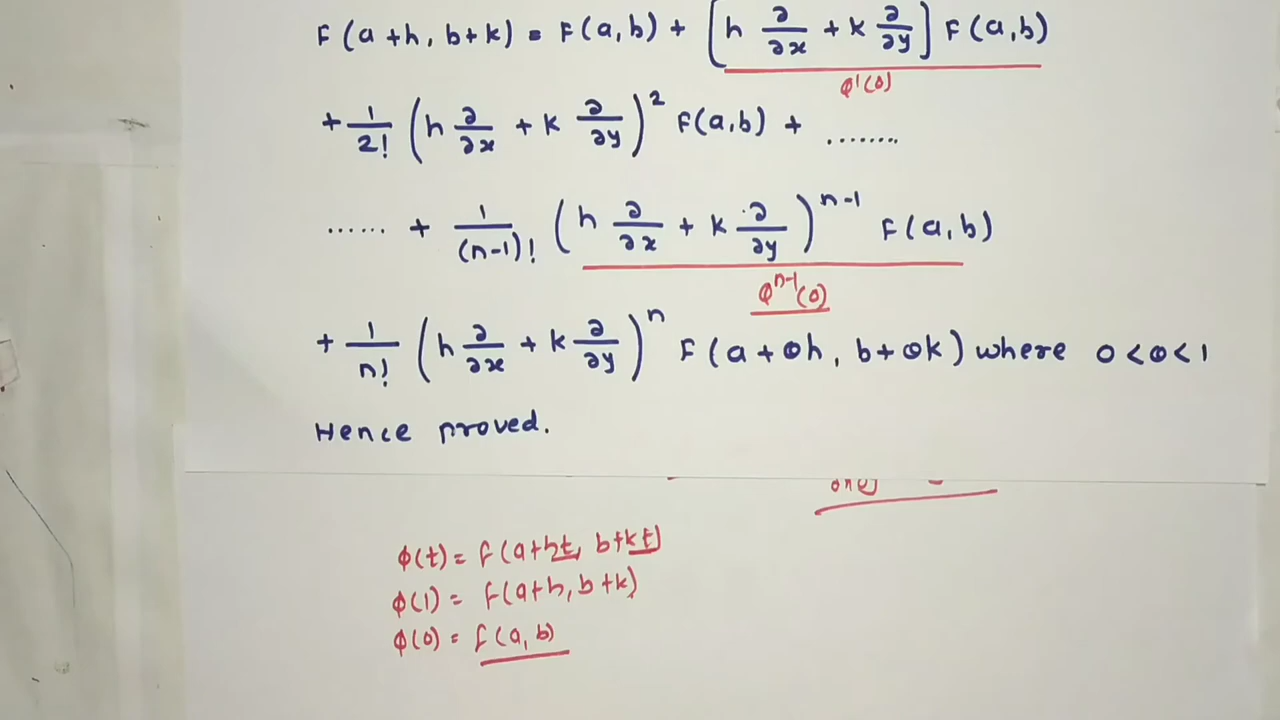 F(a+h, b+k) = F(a,b) + [h ∂/∂x + k ∂/∂y] F(a,b)
φ'(0)
+ 1/2! (h ∂/∂x + k ∂/∂y)^2 F(a,b) + ........
...... + 1/(n-1)! (h ∂/∂x + k ∂/∂y)^n-1 F(a,b)
φ^n-1(0)
+ 1/n! (h ∂/∂x + k ∂/∂y)^n F(a+θh, b+θk) where 0<θ<1
Hence proved.
φ(t) = f(a+ht, b+kt)
φ(1) = f(a+h, b+k)
φ(0) = f(a,b)